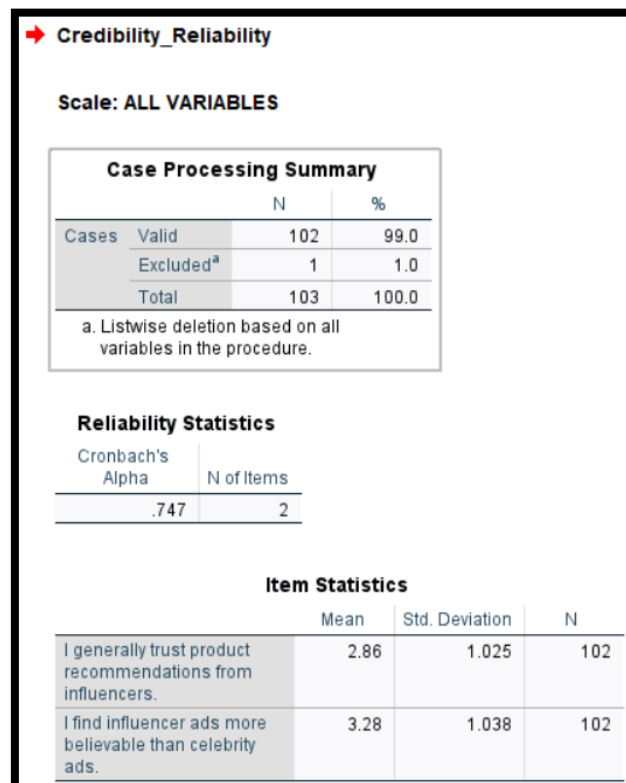 Credibility_Reliability
Scale: ALL VARIABLES
Case Processing Summary
N %
Cases Valid 102 99.0
Excludedᵃ 1 1.0
Total 103 100.0
a. Listwise deletion based on all
variables in the procedure.
Reliability Statistics
Cronbach's
Alpha N of Items
.747 2
Item Statistics
Mean Std. Deviation N
I generally trust product 2.86 1.025 102
recommendations from
influencers.
I find influencer ads more 3.28 1.038 102
believable than celebrity
ads.